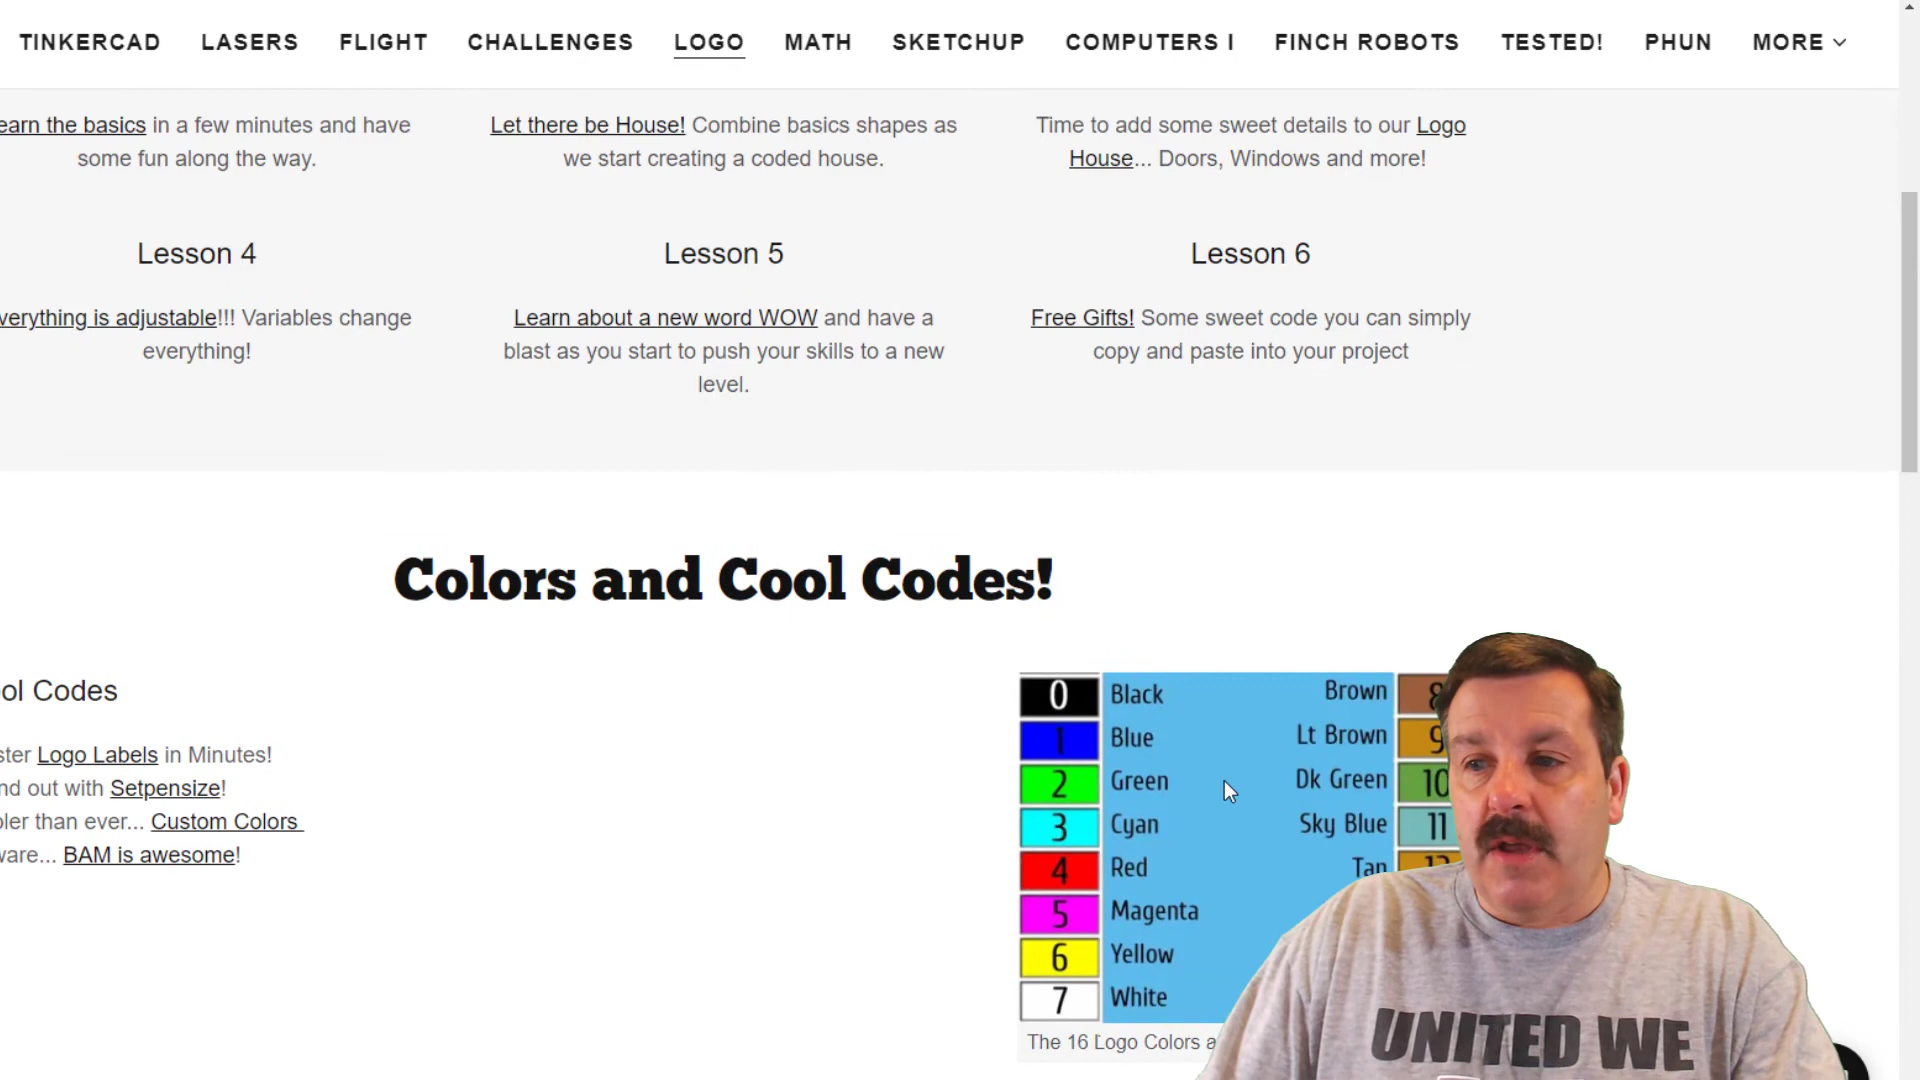 TINKERCAD LASERS FLIGHT CHALLENGES LOGO MATH SKETCHUP COMPUTERS I FINCH ROBOTS TESTED! PHUN MORE
earn the basics in a few minutes and have
some fun along the way.
Let there be House! Combine basics shapes as
we start creating a coded house.
Time to add some sweet details to our Logo
House... Doors, Windows and more!
Lesson 4
verything is adjustable!!! Variables change
everything!
Lesson 5
Learn about a new word WOW and have a
blast as you start to push your skills to a new
level.
Lesson 6
Free Gifts! Some sweet code you can simply
copy and paste into your project
Colors and Cool Codes!
ol Codes
ster Logo Labels in Minutes!
nd out with Setpensize!
oler than ever... Custom Colors
ware... BAM is awesome!
0 Black Brown 8
1 Blue Lt Brown 9
2 Green Dk Green 10
3 Cyan Sky Blue 11
4 Red Tan 12
5 Magenta
6 Yellow
7 White
The 16 Logo Colors a
UNITED WE